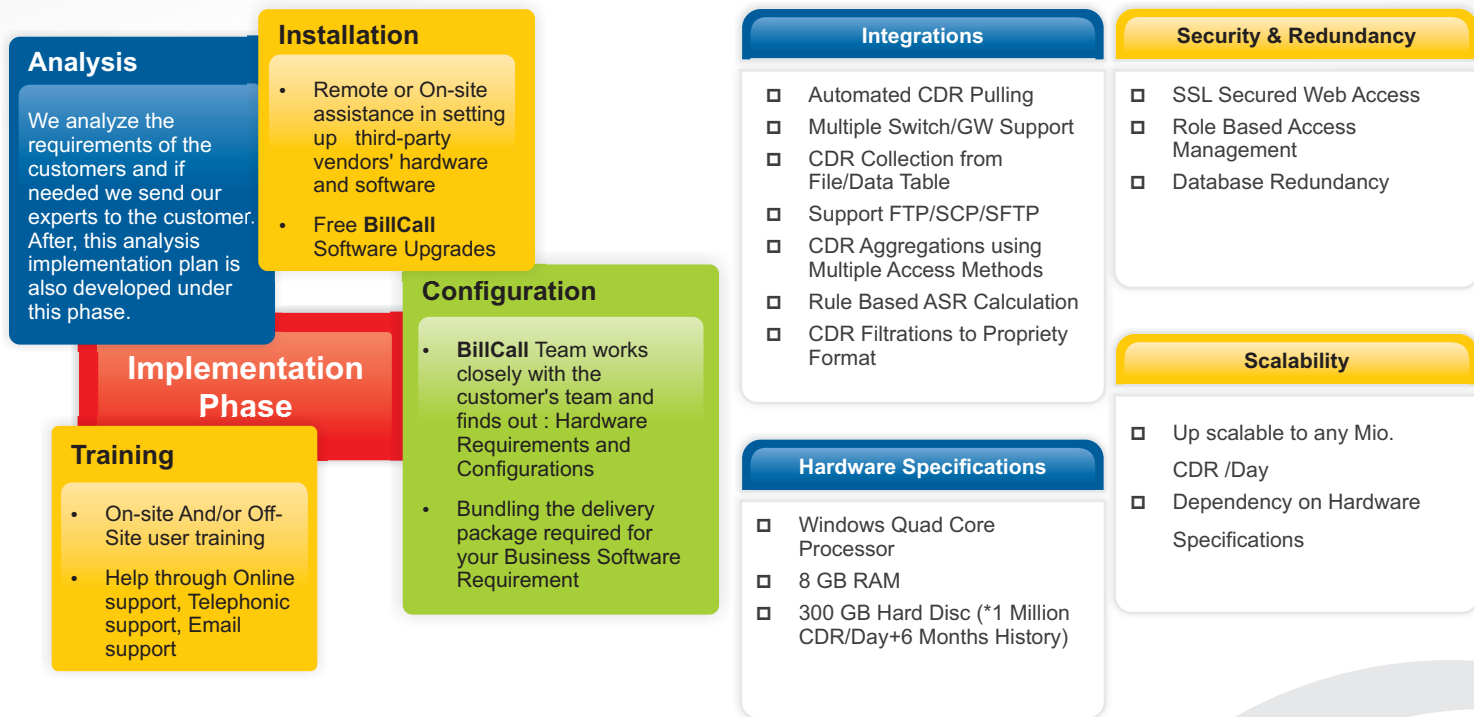 Analysis
We analyze the
requirements of the
customers and if
needed we send our
experts to the customer.
After, this analysis
implementation plan is
also developed under
this phase.
Installation
• Remote or On-site
assistance in setting
up third-party
vendors' hardware
and software
• Free BillCall
Software Upgrades
Configuration
• BillCall Team works
closely with the
customer's team and
finds out : Hardware
Requirements and
Configurations
• Bundling the delivery
package required for
your Business Software
Requirement
Implementation
Phase
Training
• On-site And/or Off-
Site user training
• Help through Online
support, Telephonic
support, Email
support
Integrations
Automated CDR Pulling
Multiple Switch/GW Support
CDR Collection from
File/Data Table
Support FTP/SCP/SFTP
CDR Aggregations using
Multiple Access Methods
Rule Based ASR Calculation
CDR Filtrations to Propriety
Format
Hardware Specifications
Windows Quad Core
Processor
8 GB RAM
300 GB Hard Disc (*1 Million
CDR/Day+6 Months History)
Security & Redundancy
SSL Secured Web Access
Role Based Access
Management
Database Redundancy
Scalability
Up scalable to any Mio.
CDR /Day
Dependency on Hardware
Specifications